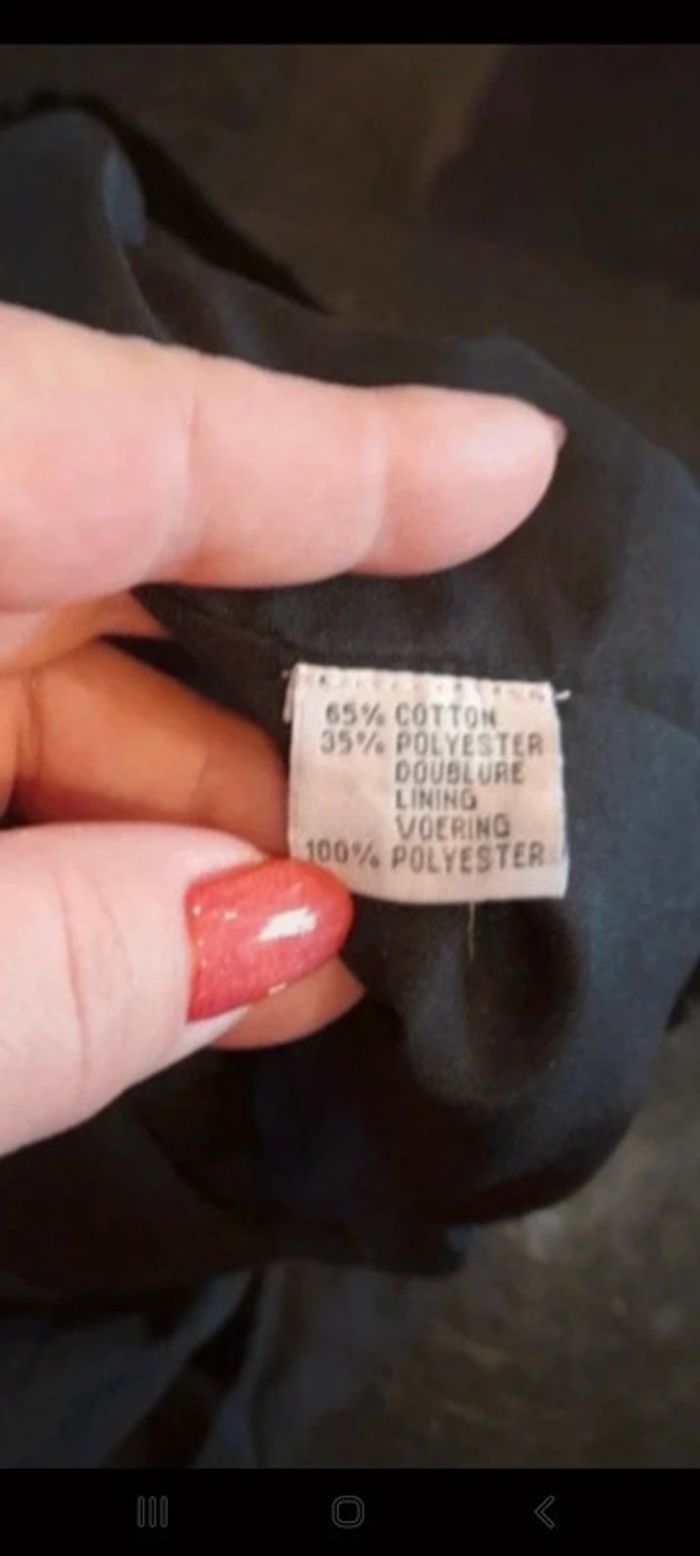 65% COTTON
35% POLYESTER
DOUBLURE
LINING
VOERING
100% POLYESTER